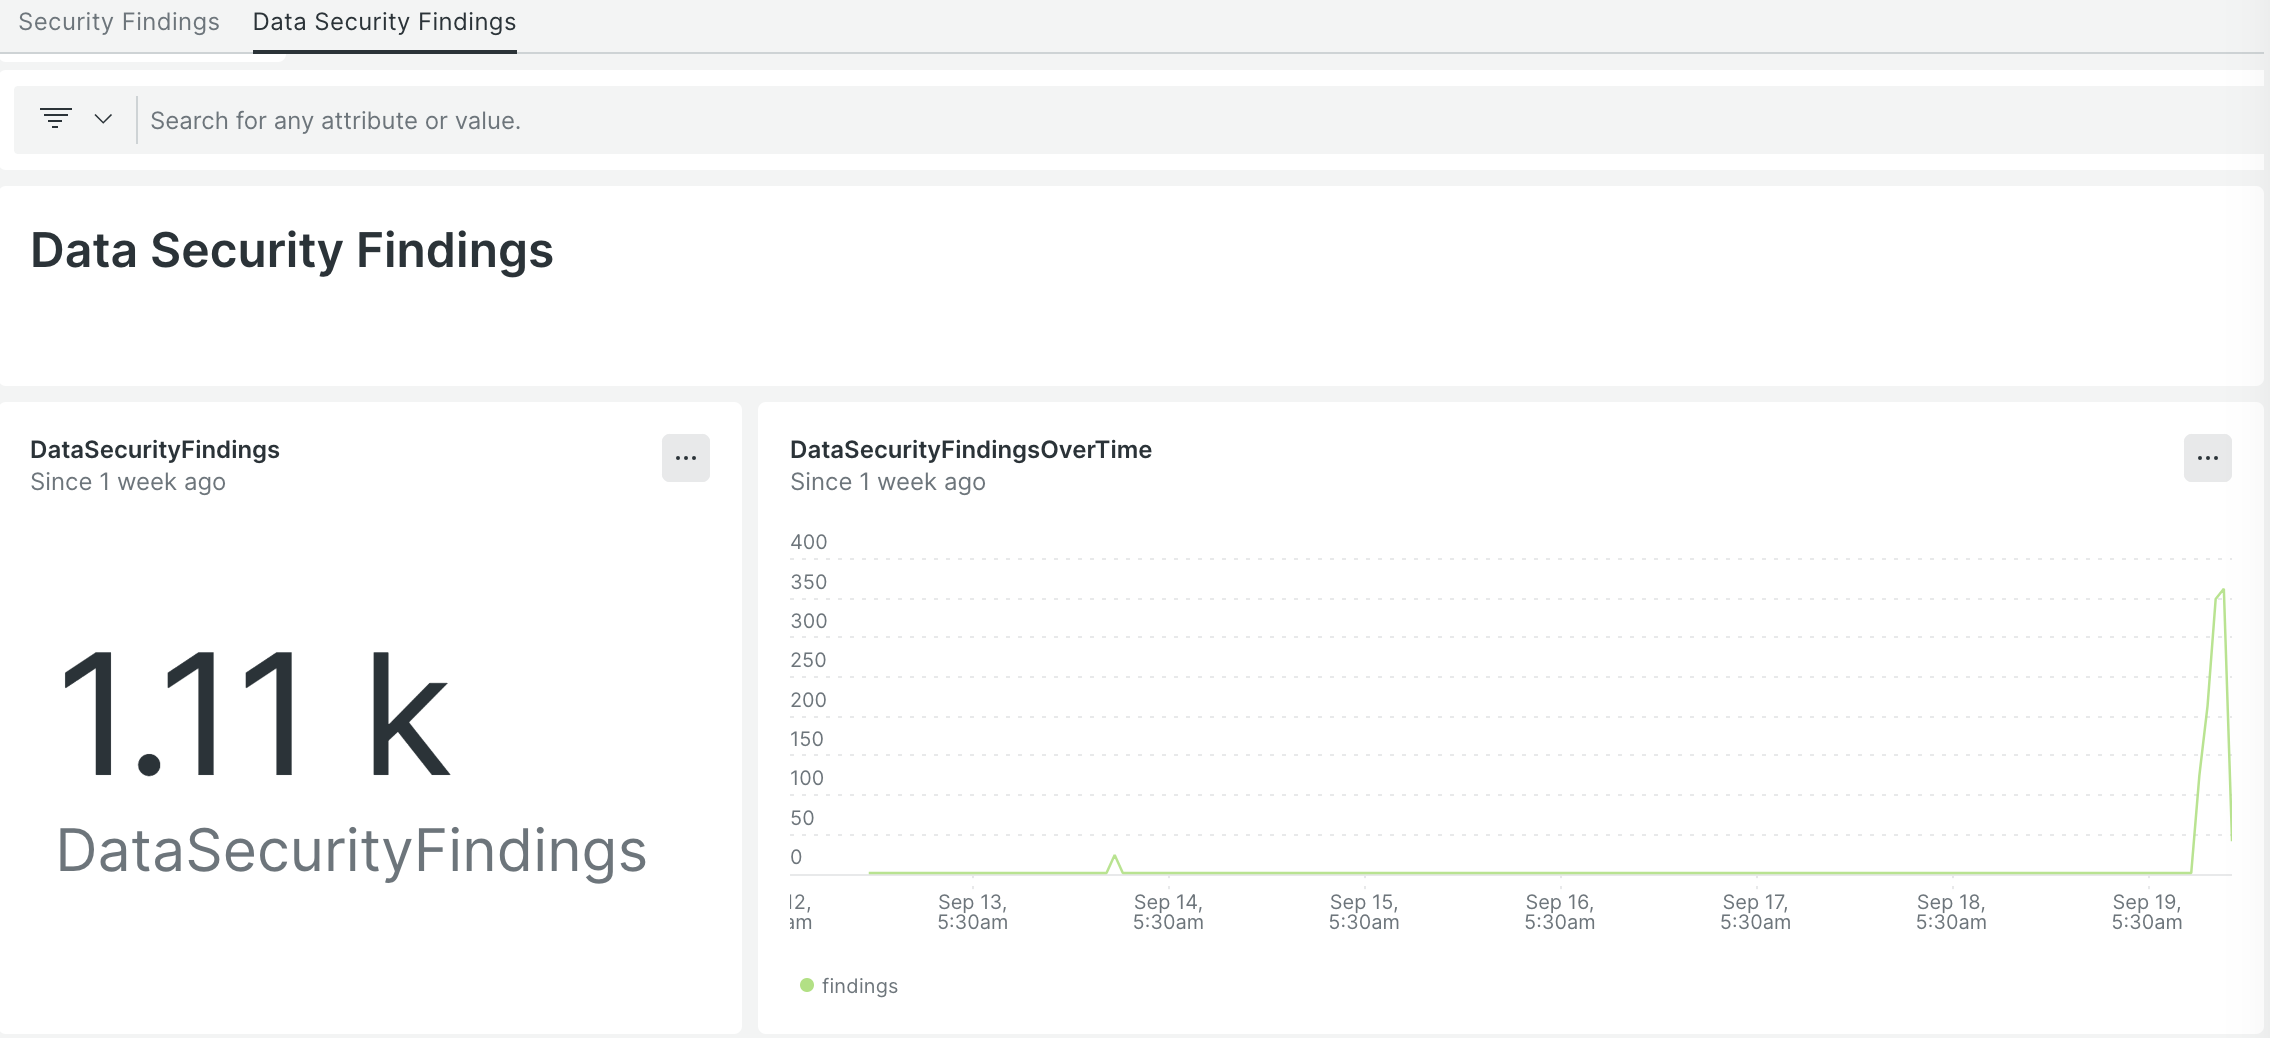 Security Findings Data Security Findings
Search for any attribute or value.
Data Security Findings
DataSecurityFindings
Since 1 week ago
1.11 k
DataSecurityFindings
DataSecurityFindingsOverTime
Since 1 week ago
400
350
300
250
200
150
100
50
0
12,
am
Sep 13,
5:30am
Sep 14,
5:30am
Sep 15,
5:30am
Sep 16,
5:30am
Sep 17,
5:30am
Sep 18,
5:30am
Sep 19,
5:30am
findings